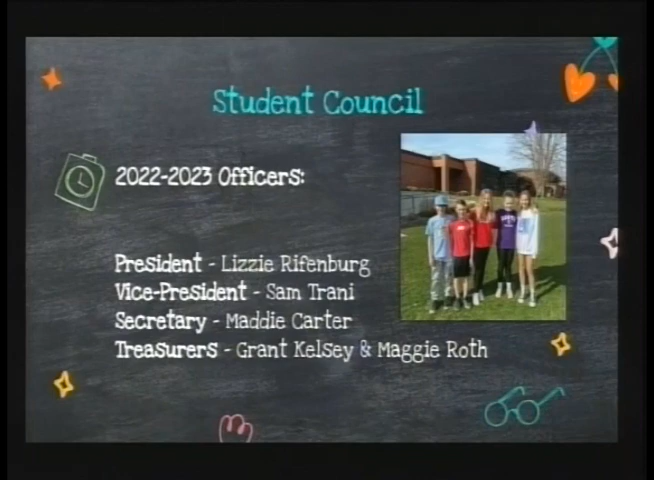 Student Council
2022-2023 Officers:
President - Lizzie Rifenburg
Vice-President - Sam Trani
Secretary - Maddie Carter
Treasurers - Grant Kelsey & Maggie Roth